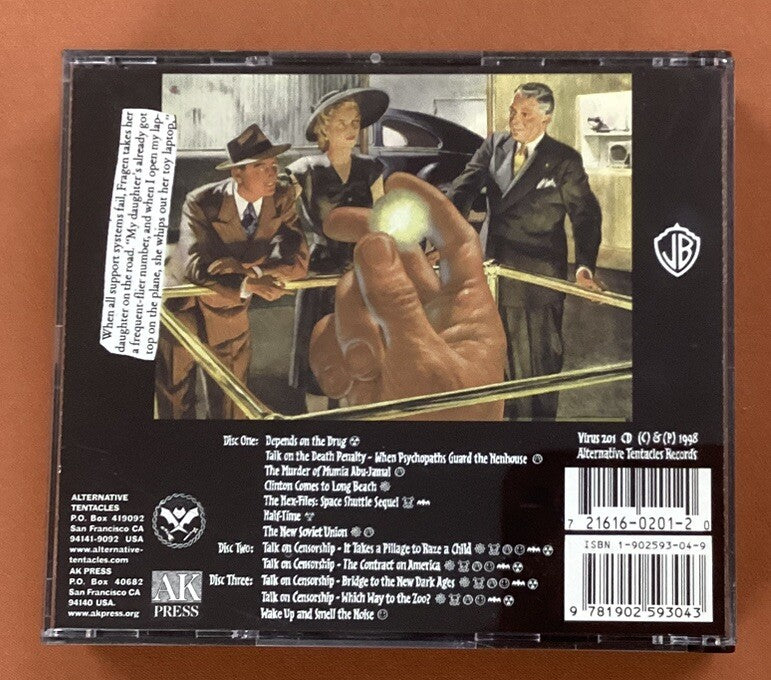 When all support systems fail, Fragen takes her
daughter on the road. "My daughter's already got
a frequent-flier number, and when I open my lap-
top on the plane, she whips out her toy laptop."
JB
Disc One: Depends on the Drug
Talk on the Death Penalty - When Psychopaths Guard the Henhouse
The Murder of Mumia Abu-Jamal
Clinton Comes to Long Beach
The Hex-Files: Space Shuttle Sequel
Half-Time
The New Soviet Union
Disc Two: Talk on Censorship - It Takes a Pillage to Raze a Child
Talk on Censorship - The Contract on America
Disc Three: Talk on Censorship - Bridge to the New Dark Ages
Talk on Censorship - Which Way to the Zoo?
Wake Up and Smell the Noise
Virus 201 (C) & (P) 1998
Alternative Tentacles Records
7 21616-0201-2 0
ISBN 1-902593-04-9
9 781902 593043
ALTERNATIVE
TENTACLES
P.O. Box 419092
San Francisco CA
94141-9092 USA
www.alternative-
tentacles.com
AK PRESS
P.O. Box 40682
San Francisco CA
94140 USA.
www.akpress.org
AK
PRESS